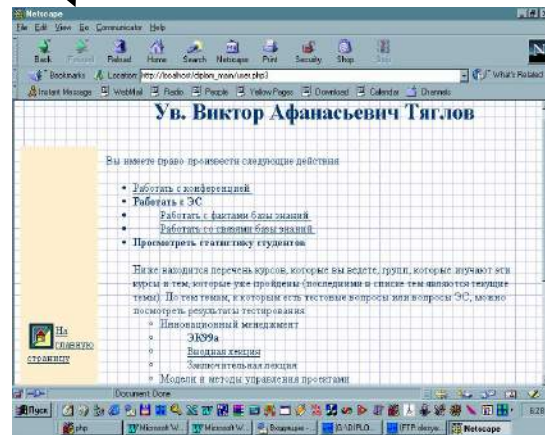 Netscape
File Edit View Go Communicator Help
Back Forward Reload Home Search Netscape Print Security Shop Stop
Bookmarks Location: http://localhost/diplom_main/user.php3 What's Related
Instant Message WebMail Radio People Yellow Pages Download Calendar Channels
Ув. Виктор Афанасьевич Тяглов
Вы имеете право произвести следующие действия
Работать с конференцией
Работать с ЭС
Работать с фактами базы знаний
Работать со связями базы знаний
Просмотреть статистику студентов
Ниже находится перечень курсов, которые вы ведете, групп, которые изучают эти
курсы и тем, которые уже пройдены (последними в списке тем являются текущие
темы). По тем темам, к которым есть тестовые вопросы или вопросы ЭС, можно
посмотреть результаты тестирования
Инновационный менеджмент
ЭК99а
Вводная лекция
Заключительная лекция
Модели и методы управления проектами
На
главную
страницу
Document: Done
Пуск 6:28
php Microsoft W... Microsoft W... Входящие - ... Netscape